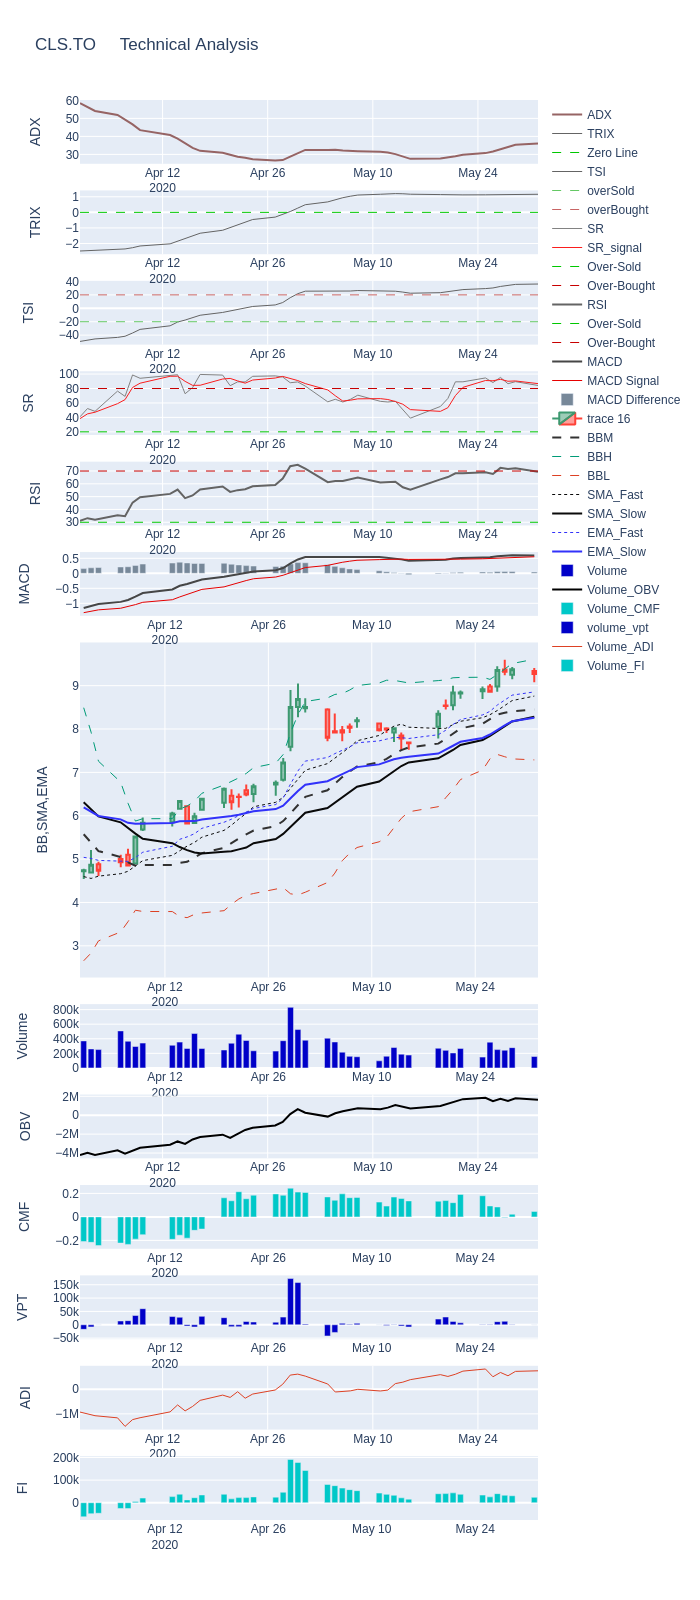 CLS.TO Technical Analysis
ADX
60
50
40
30
Apr 12
2020
Apr 26
May 10
May 24
TRIX
1
0
−1
−2
Apr 12
2020
Apr 26
May 10
May 24
TSI
40
20
0
−20
−40
Apr 12
2020
Apr 26
May 10
May 24
SR
100
80
60
40
20
Apr 12
2020
Apr 26
May 10
May 24
RSI
70
60
50
40
30
Apr 12
2020
Apr 26
May 10
May 24
MACD
0.5
0
−0.5
−1
Apr 12
2020
Apr 26
May 10
May 24
BB,SMA,EMA
9
8
7
6
5
4
3
Apr 12
2020
Apr 26
May 10
May 24
Volume
800k
600k
400k
200k
0
Apr 12
2020
Apr 26
May 10
May 24
OBV
2M
0
−2M
−4M
Apr 12
2020
Apr 26
May 10
May 24
CMF
0.2
0
−0.2
Apr 12
2020
Apr 26
May 10
May 24
VPT
150k
100k
50k
0
−50k
Apr 12
2020
Apr 26
May 10
May 24
ADI
0
−1M
Apr 12
2020
Apr 26
May 10
May 24
FI
200k
100k
0
Apr 12
2020
Apr 26
May 10
May 24
ADX
TRIX
Zero Line
TSI
overSold
overBought
SR
SR_signal
Over-Sold
Over-Bought
RSI
Over-Sold
Over-Bought
MACD
MACD Signal
MACD Difference
trace 16
BBM
BBH
BBL
SMA_Fast
SMA_Slow
EMA_Fast
EMA_Slow
Volume
Volume_OBV
Volume_CMF
volume_vpt
Volume_ADI
Volume_FI